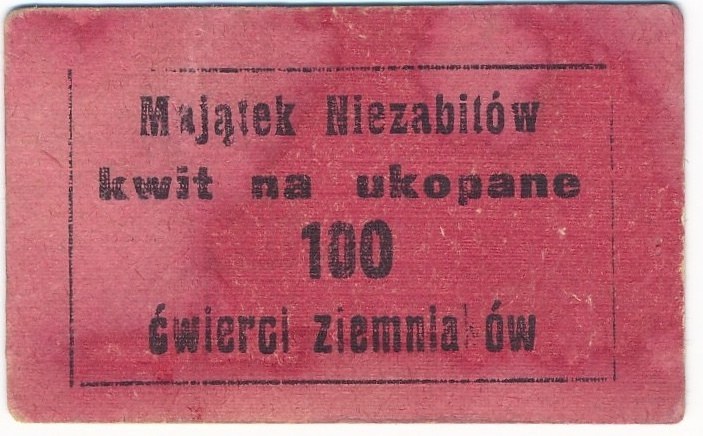 Majątek Niezabitów
kwit na ukopane
100
ćwierci ziemniaków